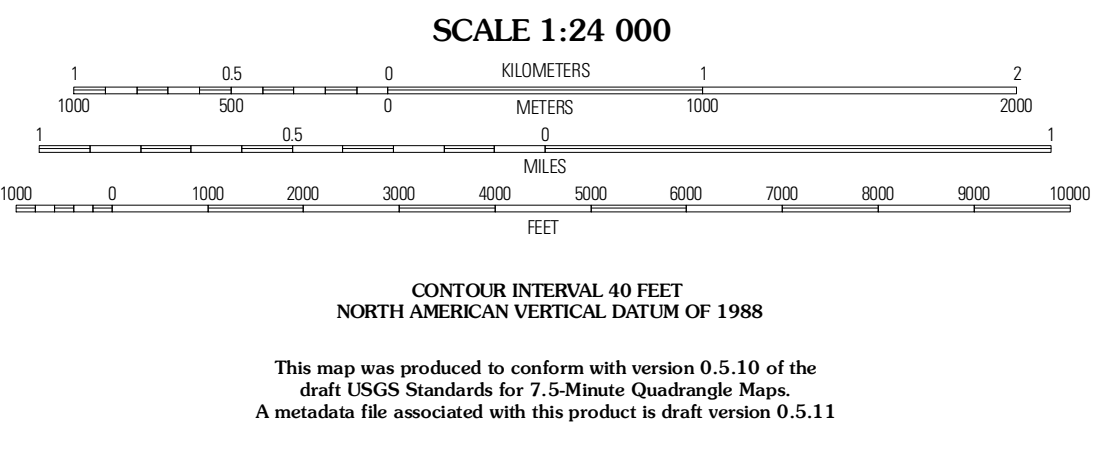 SCALE 1:24 000
1 0.5 0 KILOMETERS 1 2
1000 500 0 METERS 1000 2000
1 0.5 0 1
MILES
1000 0 1000 2000 3000 4000 5000 6000 7000 8000 9000 10000
FEET
CONTOUR INTERVAL 40 FEET
NORTH AMERICAN VERTICAL DATUM OF 1988
This map was produced to conform with version 0.5.10 of the
draft USGS Standards for 7.5-Minute Quadrangle Maps.
A metadata file associated with this product is draft version 0.5.11